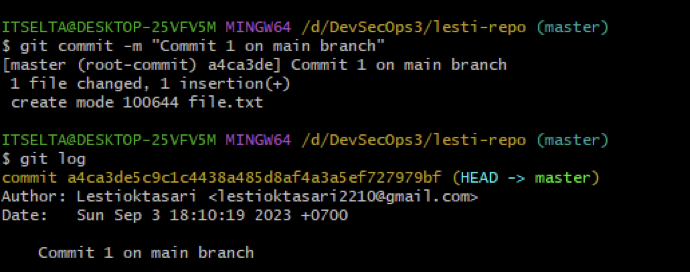 ITSELTA@DESKTOP-25VFV5M MINGW64 /d/DevSecOps3/lesti-repo (master)
$ git commit -m "Commit 1 on main branch"
[master (root-commit) a4ca3de] Commit 1 on main branch
 1 file changed, 1 insertion(+)
 create mode 100644 file.txt
ITSELTA@DESKTOP-25VFV5M MINGW64 /d/DevSecOps3/lesti-repo (master)
$ git log
commit a4ca3de5c9c1c4438a485d8af4a3a5ef727979bf (HEAD -> master)
Author: Lestioktasari <lestioktasari2210@gmail.com>
Date:   Sun Sep 3 18:10:19 2023 +0700
    Commit 1 on main branch